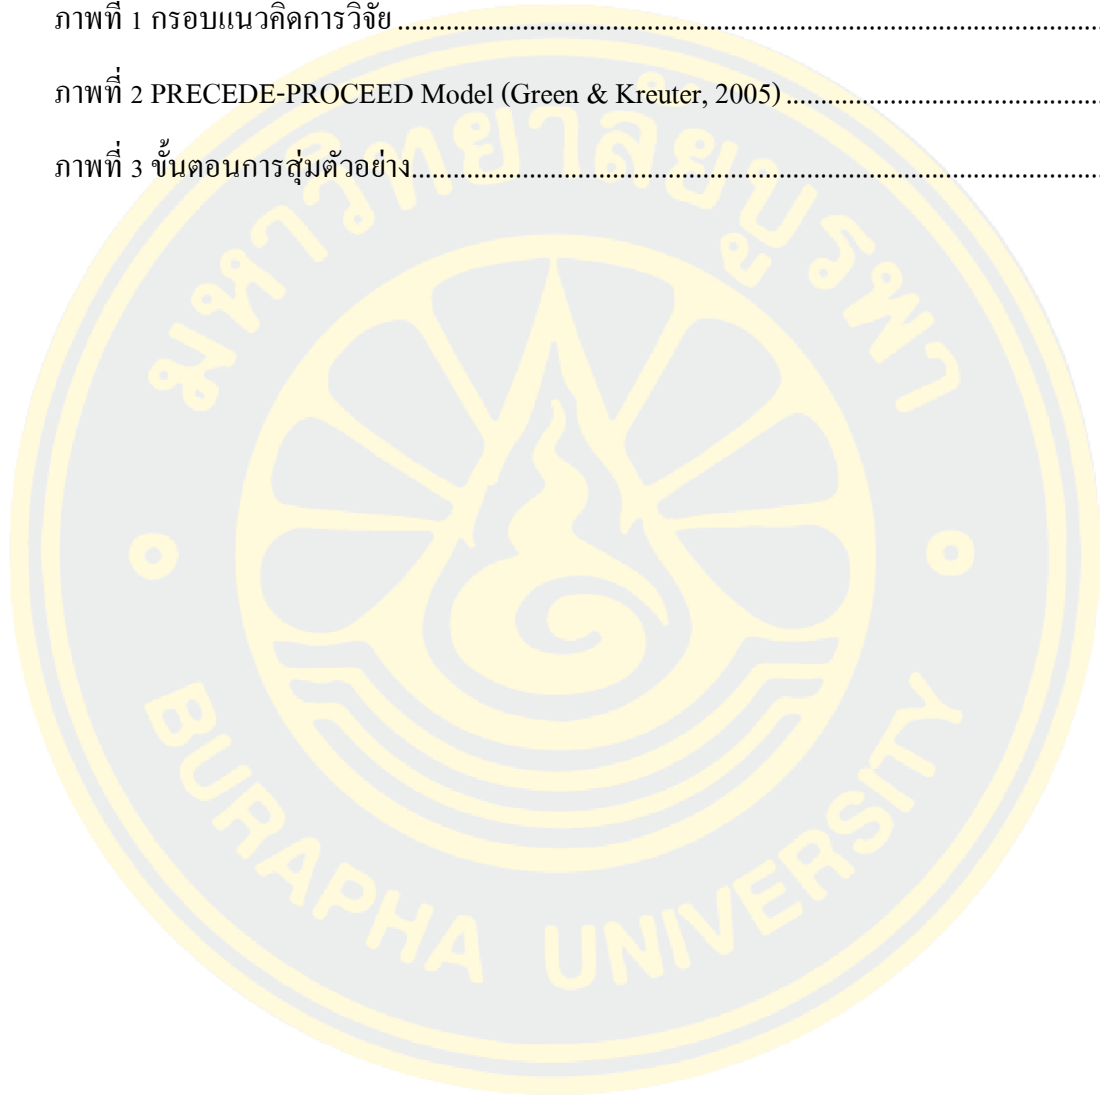 ภาพที่ 1 กรอบแนวคิดการวิจัย ................................................................................
ภาพที่ 2 PRECEDE-PROCEED Model (Green & Kreuter, 2005) ....................................
ภาพที่ 3 ขั้นตอนการสุ่มตัวอย่าง................................................................................
มหาวิทยาลัยบูรพา
BURAPHA UNIVERSITY